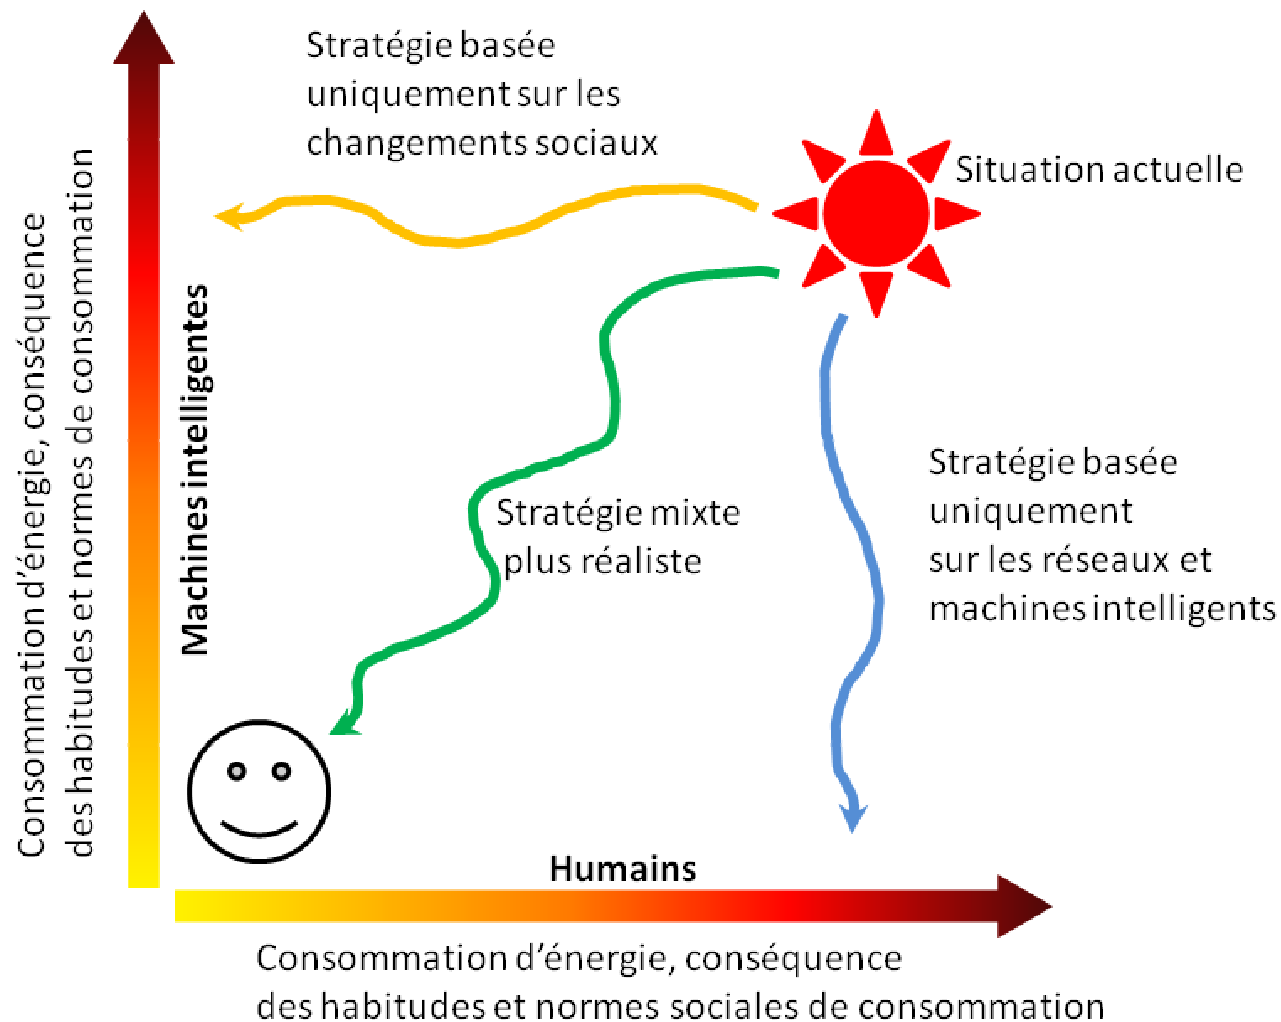 Stratégie basée
uniquement sur les
changements sociaux
Situation actuelle
Consommation d’énergie, conséquence
des habitudes et normes de consommation
Machines intelligentes
Stratégie mixte
plus réaliste
Stratégie basée
uniquement
sur les réseaux et
machines intelligents
Humains
Consommation d’énergie, conséquence
des habitudes et normes sociales de consommation